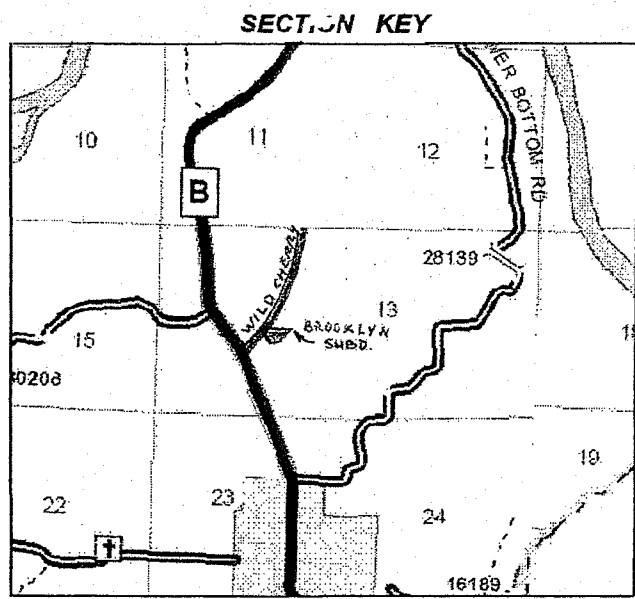 SECTION KEY
10
11
12
B
BOTTOM RD
28139
WILD CHERRY
13
BROOKLYN
SUBD.
15
22
23
24
19
16189